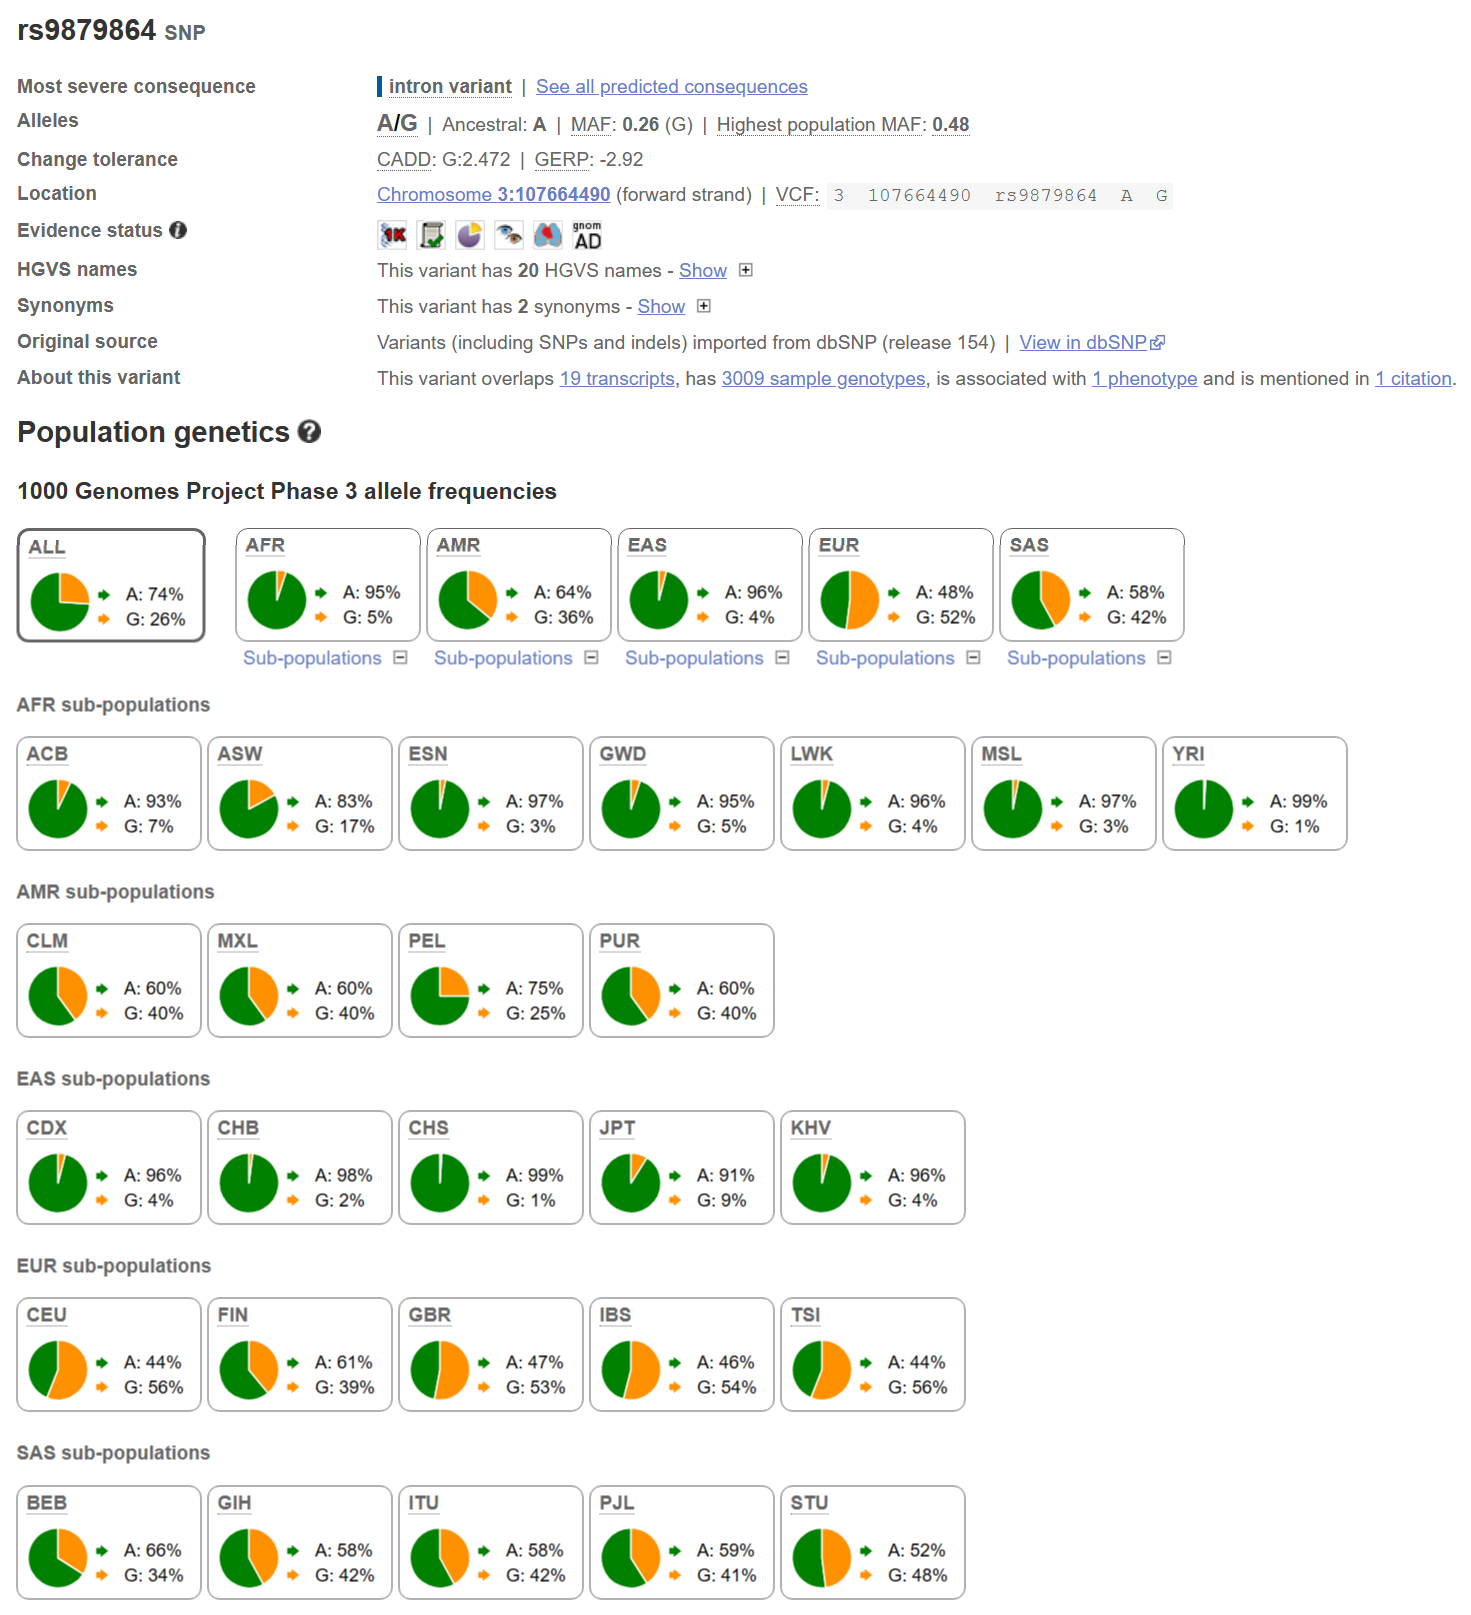 rs9879864 SNP
Most severe consequence intron variant | See all predicted consequences
Alleles A/G | Ancestral: A | MAF: 0.26 (G) | Highest population MAF: 0.48
Change tolerance CADD: G:2.472 | GERP: -2.92
Location Chromosome 3:107664490 (forward strand) | VCF: 3 107664490 rs9879864 A G
Evidence status i 1K gnom AD
HGVS names This variant has 20 HGVS names - Show
Synonyms This variant has 2 synonyms - Show
Original source Variants (including SNPs and indels) imported from dbSNP (release 154) | View in dbSNP
About this variant This variant overlaps 19 transcripts, has 3009 sample genotypes, is associated with 1 phenotype and is mentioned in 1 citation.
Population genetics ?
1000 Genomes Project Phase 3 allele frequencies
ALL AFR AMR EAS EUR SAS
A: 74% A: 95% A: 64% A: 96% A: 48% A: 58%
G: 26% G: 5% G: 36% G: 4% G: 52% G: 42%
Sub-populations Sub-populations Sub-populations Sub-populations Sub-populations
AFR sub-populations
ACB ASW ESN GWD LWK MSL YRI
A: 93% A: 83% A: 97% A: 95% A: 96% A: 97% A: 99%
G: 7% G: 17% G: 3% G: 5% G: 4% G: 3% G: 1%
AMR sub-populations
CLM MXL PEL PUR
A: 60% A: 60% A: 75% A: 60%
G: 40% G: 40% G: 25% G: 40%
EAS sub-populations
CDX CHB CHS JPT KHV
A: 96% A: 98% A: 99% A: 91% A: 96%
G: 4% G: 2% G: 1% G: 9% G: 4%
EUR sub-populations
CEU FIN GBR IBS TSI
A: 44% A: 61% A: 47% A: 46% A: 44%
G: 56% G: 39% G: 53% G: 54% G: 56%
SAS sub-populations
BEB GIH ITU PJL STU
A: 66% A: 58% A: 58% A: 59% A: 52%
G: 34% G: 42% G: 42% G: 41% G: 48%